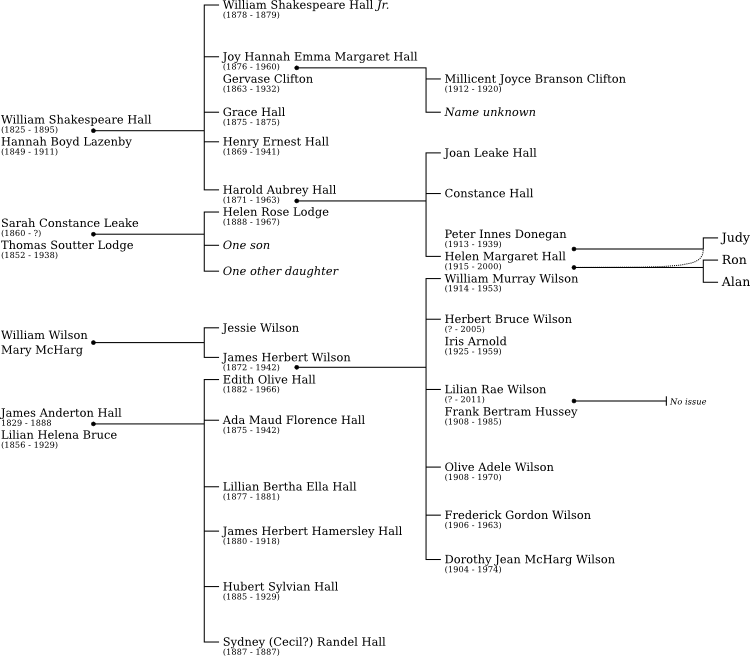 William Shakespeare Hall Jr.
(1878 - 1879)
Joy Hannah Emma Margaret Hall
(1876 - 1960)
Gervase Clifton
(1863 - 1932)
Millicent Joyce Branson Clifton
(1912 - 1920)
Name unknown
Grace Hall
(1875 - 1875)
William Shakespeare Hall
(1825 - 1895)
Hannah Boyd Lazenby
(1849 - 1911)
Henry Ernest Hall
(1869 - 1941)
Joan Leake Hall
Harold Aubrey Hall
(1871 - 1963)
Helen Rose Lodge
(1888 - 1967)
Constance Hall
Sarah Constance Leake
(1860 - ?)
Thomas Soutter Lodge
(1852 - 1938)
One son
One other daughter
Peter Innes Donegan
(1913 - 1939)
Helen Margaret Hall
(1915 - 2000)
William Murray Wilson
(1914 - 1953)
Judy
Ron
Alan
Herbert Bruce Wilson
(? - 2005)
Iris Arnold
(1925 - 1959)
William Wilson
Mary McHarg
Jessie Wilson
James Herbert Wilson
(1872 - 1942)
Edith Olive Hall
(1882 - 1966)
Lilian Rae Wilson
(? - 2011)
Frank Bertram Hussey
(1908 - 1985)
No issue
James Anderton Hall
1829 - 1888
Lilian Helena Bruce
(1856 - 1929)
Ada Maud Florence Hall
(1875 - 1942)
Olive Adele Wilson
(1908 - 1970)
Lillian Bertha Ella Hall
(1877 - 1881)
Frederick Gordon Wilson
(1906 - 1963)
James Herbert Hamersley Hall
(1880 - 1918)
Dorothy Jean McHarg Wilson
(1904 - 1974)
Hubert Sylvian Hall
(1885 - 1929)
Sydney (Cecil?) Randel Hall
(1887 - 1887)